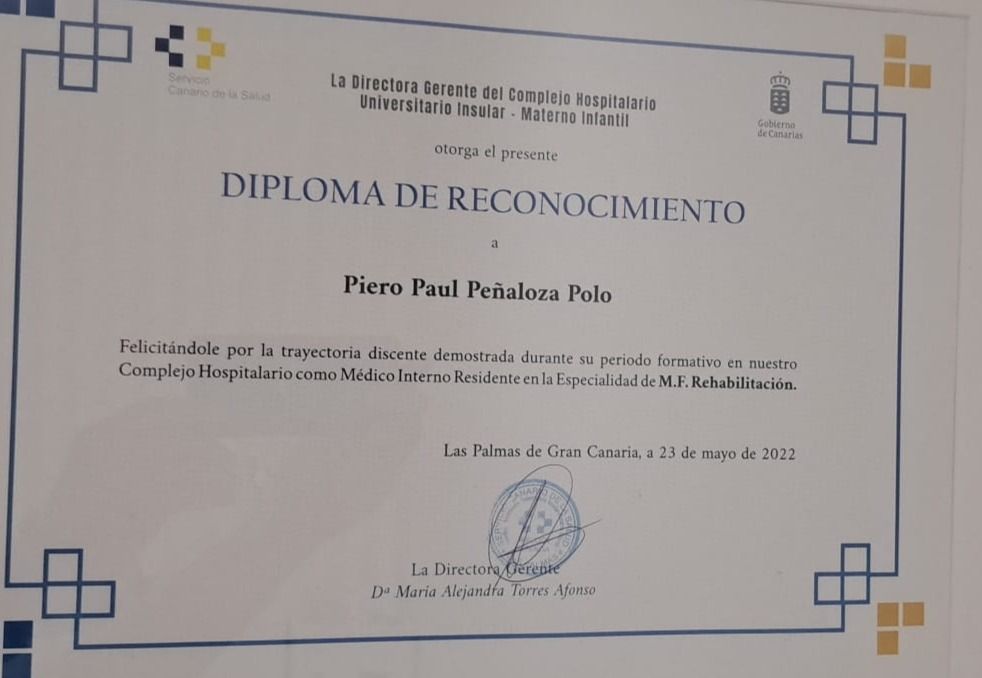 Servicio
Canario de la Salud
La Directora Gerente del Complejo Hospitalario
Universitario Insular - Materno Infantil
Gobierno
de Canarias
otorga el presente
DIPLOMA DE RECONOCIMIENTO
a
Piero Paul Peñaloza Polo
Felicitándole por la trayectoria discente demostrada durante su periodo formativo en nuestro
Complejo Hospitalario como Médico Interno Residente en la Especialidad de M.F. Rehabilitación.
Las Palmas de Gran Canaria, a 23 de mayo de 2022
La Directora Gerente
Dª María Alejandra Torres Afonso